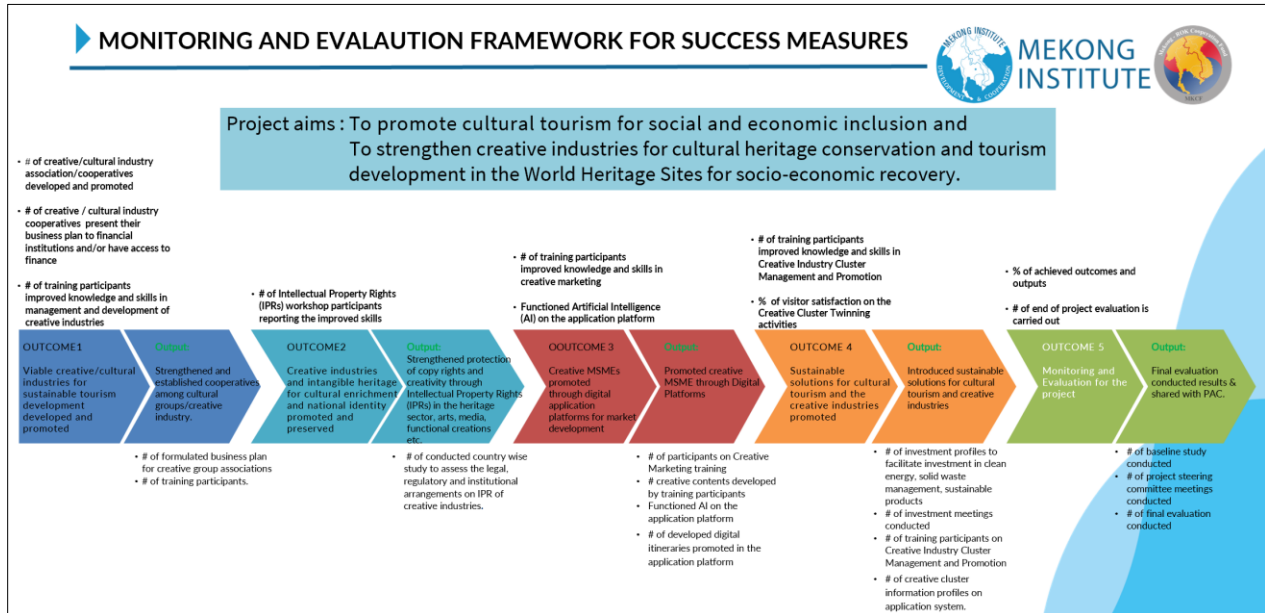 MONITORING AND EVALAUTION FRAMEWORK FOR SUCCESS MEASURES
MEKONG INSTITUTE
DEVELOPMENT & COOPERATION
MEKONG
INSTITUTE
Mekong - ROK Cooperation Fund
MKCF
Project aims : To promote cultural tourism for social and economic inclusion and
To strengthen creative industries for cultural heritage conservation and tourism
development in the World Heritage Sites for socio-economic recovery.
• # of creative/cultural industry
association/cooperatives
developed and promoted
• # of creative / cultural industry
cooperatives present their
business plan to financial
institutions and/or have access to
finance
• # of training participants
improved knowledge and skills in
management and development of
creative industries
• # of Intellectual Property Rights
(IPRs) workshop participants
reporting the improved skills
• # of training participants
improved knowledge and skills in
creative marketing
• Functioned Artificial Intelligence
(AI) on the application platform
• # of training participants
improved knowledge and skills in
Creative Industry Cluster
Management and Promotion
• % of visitor satisfaction on the
Creative Cluster Twinning
activities
• % of achieved outcomes and
outputs
• # of end of project evaluation is
carried out
OUTCOME1
Viable creative/cultural
industries for
sustainable tourism
development
developed and
promoted
Output:
Strengthened and
established cooperatives
among cultural
groups/creative
industry.
OUTCOME2
Creative industries
and intangible heritage
for cultural enrichment
and national identity
promoted and
preserved
Output:
Strengthened protection
of copy rights and
creativity through
Intellectual Property Rights
(IPRs) in the heritage
sector, arts, media,
functional creations
etc.
OOUTCOME 3
Creative MSMEs
promoted
through digital
application
platforms for market
development
Output
Promoted creative
MSME through Digital
Platforms
OUTCOME 4
Sustainable
solutions for cultural
tourism and the
creative industries
promoted
Output:
Introduced sustainable
solutions for cultural
tourism and creative
industries
OUTCOME 5
Monitoring and
Evaluation for the
project
Output:
Final evaluation
conducted results &
shared with PAC.
• # of formulated business plan
for creative group associations
• # of training participants.
• # of conducted country wise
study to assess the legal,
regulatory and institutional
arrangements on IPR of
creative industries.
• # of participants on Creative
Marketing training
• # creative contents developed
by training participants
• Functioned AI on the
application platform
• # of developed digital
itineraries promoted in the
application platform
• # of investment profiles to
facilitate investment in clean
energy, solid waste
management, sustainable
products
• # of investment meetings
conducted
• # of training participants on
Creative Industry Cluster
Management and Promotion
• # of creative cluster
information profiles on
application system.
• # of baseline study
conducted
• # of project steering
committee meetings
conducted
• # of final evaluation
conducted